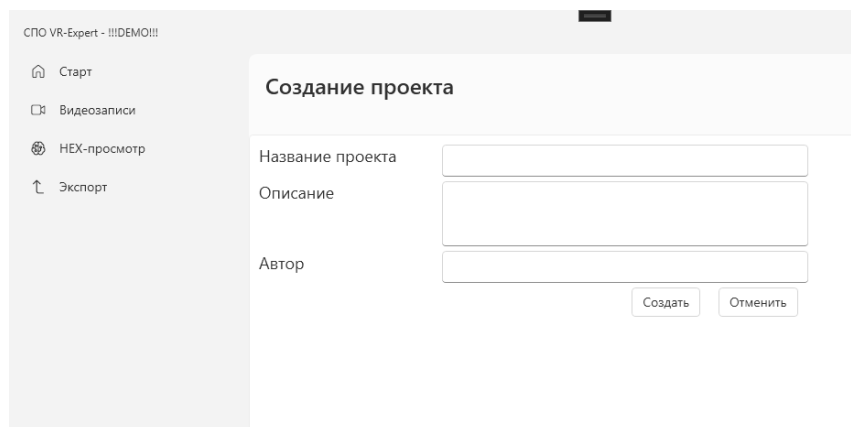 СПО VR-Expert - !!!DEMO!!!
Старт
Видеозаписи
HEX-просмотр
Экспорт
Создание проекта
Название проекта
Описание
Автор
Создать
Отменить